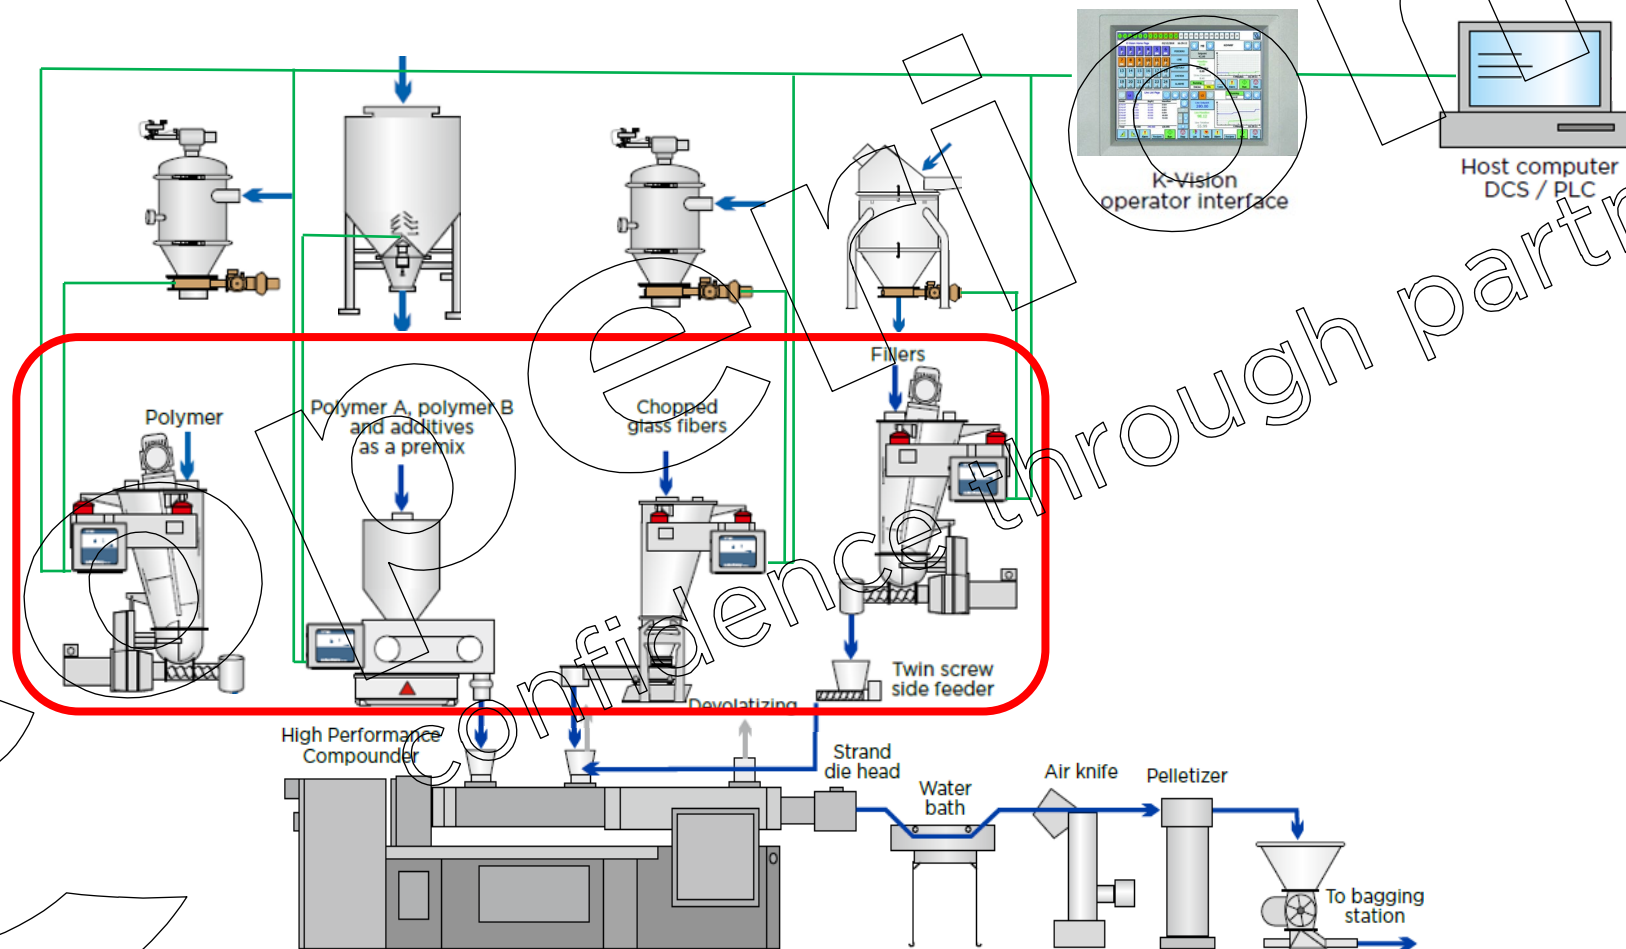 K-Vision
operator interface
Host computer
DCS / PLC
Fillers
Polymer
Polymer A, polymer B
and additives
as a premix
Chopped
glass fibers
Twin screw
side feeder
Devolatizing
High Performance
Compounder
Strand
die head
Water
bath
Air knife
Pelletizer
To bagging
station
confidence through partn